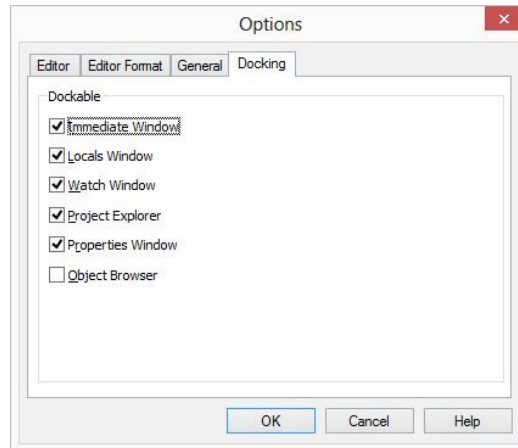 Options
Editor Editor Format General Docking
Dockable
Immediate Window
Locals Window
Watch Window
Project Explorer
Properties Window
Object Browser
OK Cancel Help